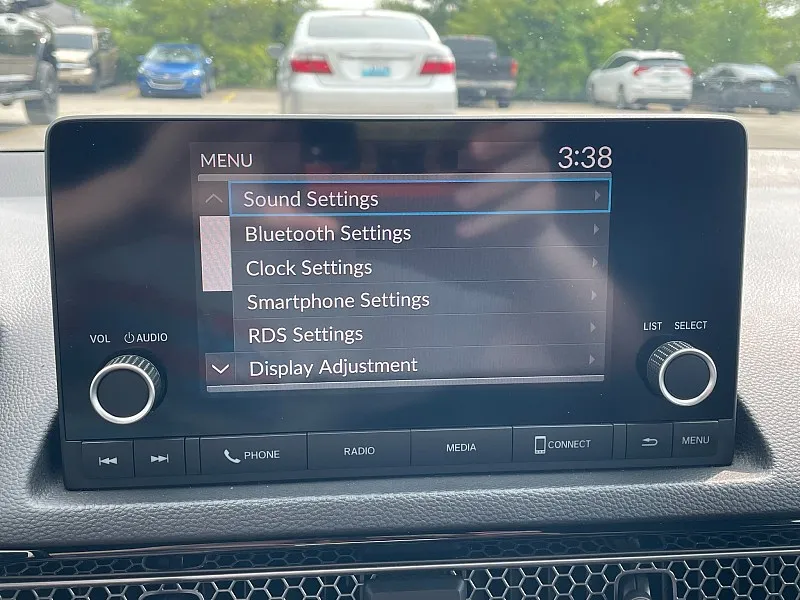 MENU 3:38
Sound Settings
Bluetooth Settings
Clock Settings
Smartphone Settings
RDS Settings
Display Adjustment
VOL AUDIO
LIST SELECT
PHONE RADIO MEDIA CONNECT MENU